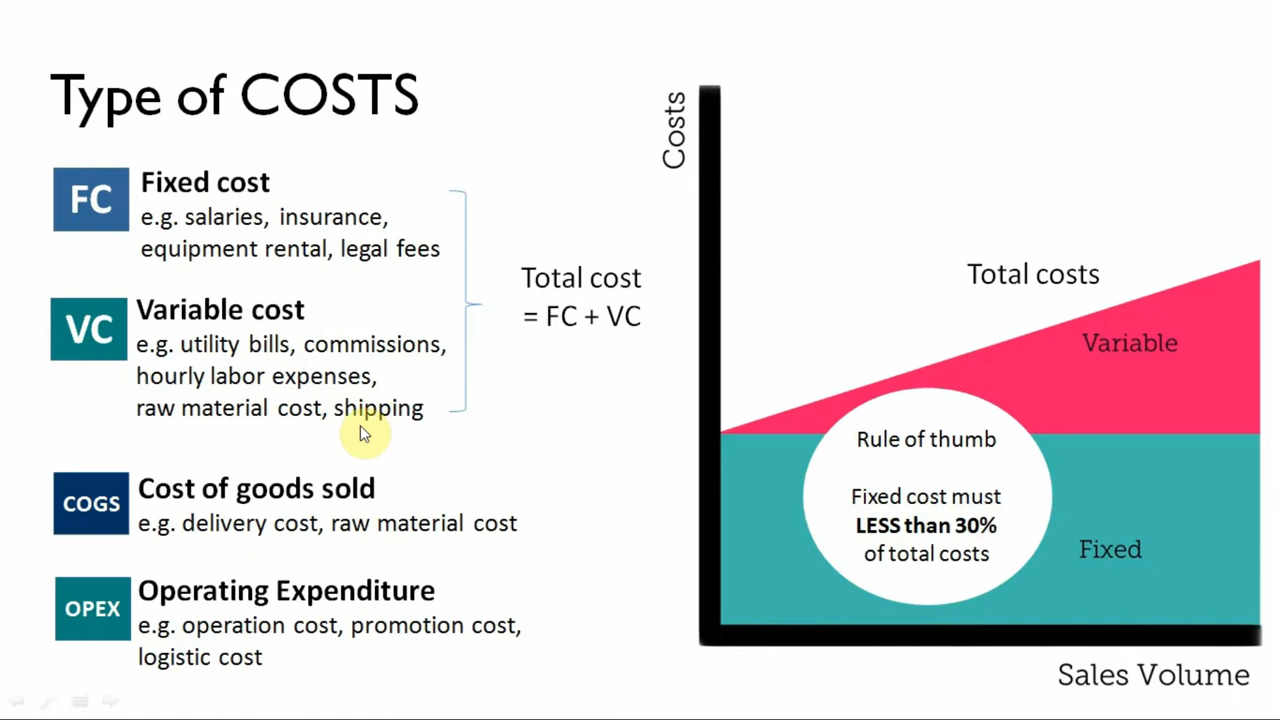 Type of COSTS
FC
Fixed cost
e.g. salaries, insurance,
equipment rental, legal fees
VC
Variable cost
e.g. utility bills, commissions,
hourly labor expenses,
raw material cost, shipping
Total cost
= FC + VC
COGS
Cost of goods sold
e.g. delivery cost, raw material cost
OPEX
Operating Expenditure
e.g. operation cost, promotion cost,
logistic cost
Costs
Total costs
Variable
Rule of thumb
Fixed cost must
LESS than 30%
of total costs
Fixed
Sales Volume